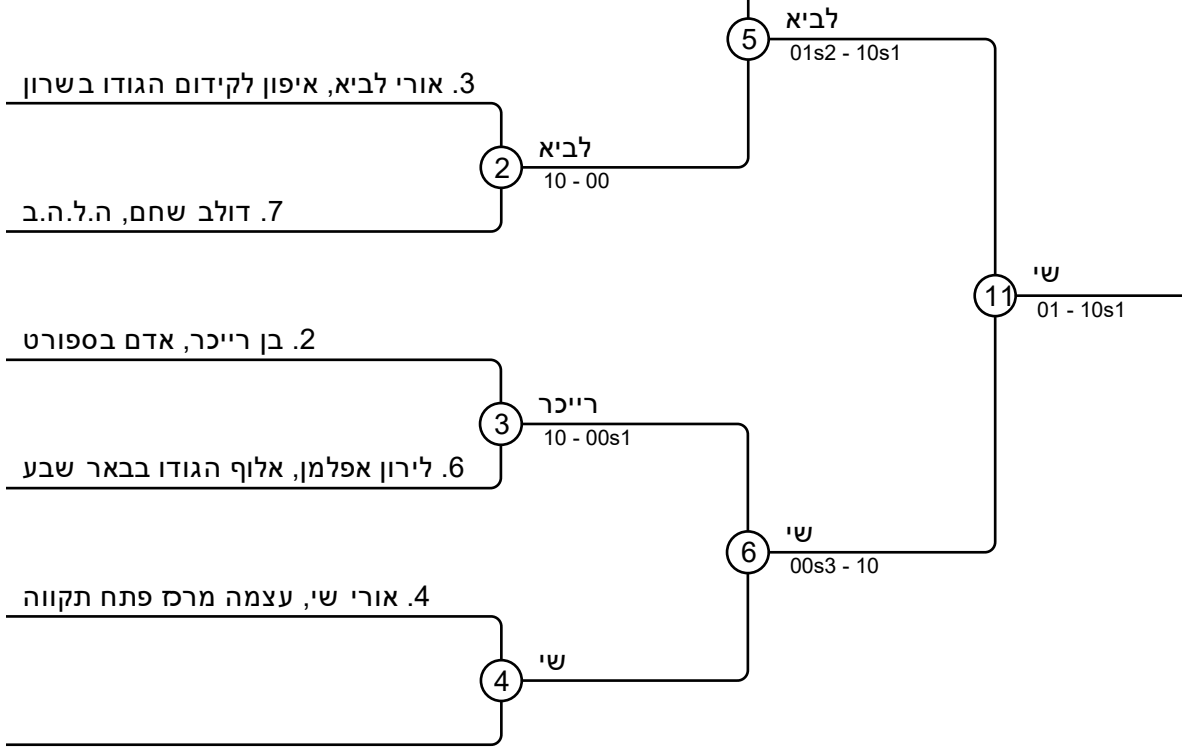 לביא
5
01s2 - 10s1
3. אורי לביא, איפון לקידום הגודו בשרון
לביא
2
10 - 00
7. דולב שחם, ה.ל.ה.ב
שי
11
01 - 10s1
2. בן רייכר, אדם בספורט
רייכר
3
10 - 00s1
6. לירון אפלמן, אלוף הגודו בבאר שבע
שי
6
00s3 - 10
4. אורי שי, עצמה מרכז פתח תקווה
שי
4